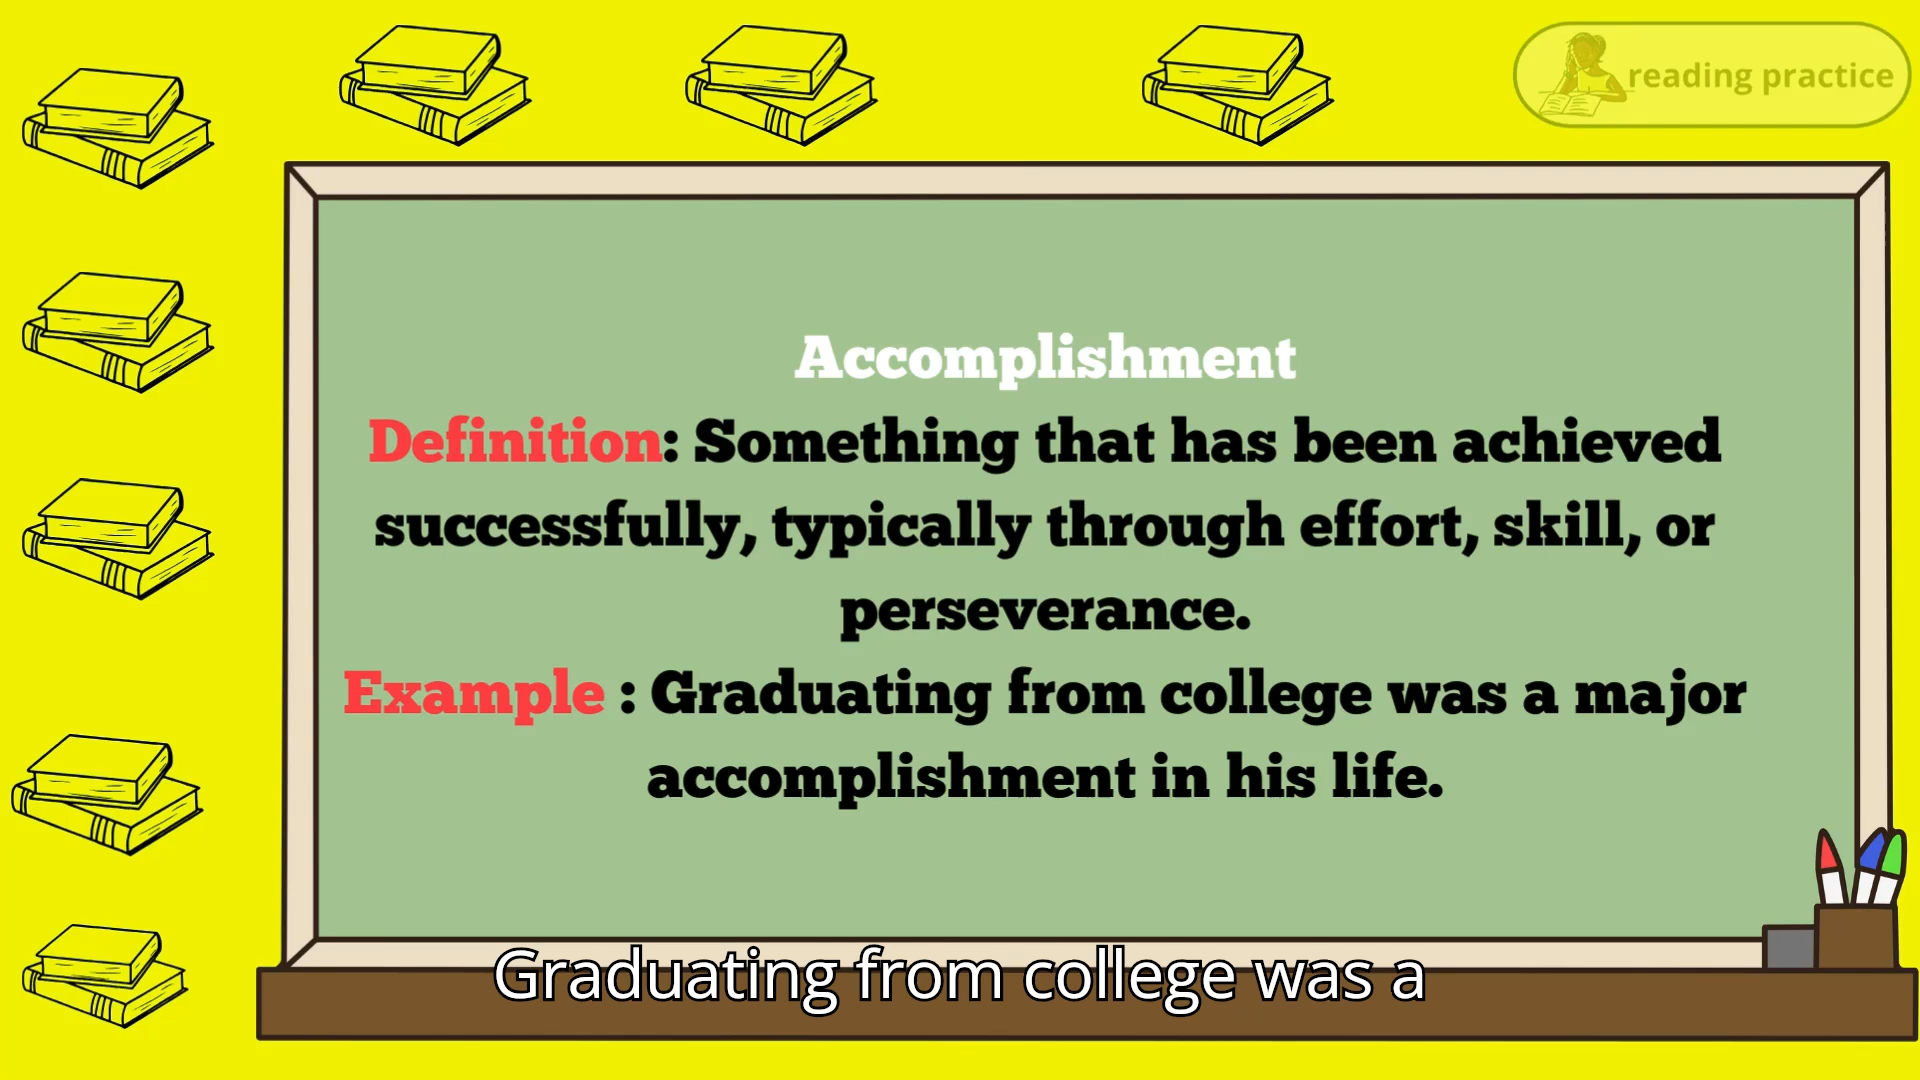 reading practice
Accomplishment
Definition: Something that has been achieved
successfully, typically through effort, skill, or
perseverance.
Example : Graduating from college was a major
accomplishment in his life.
Graduating from college was a